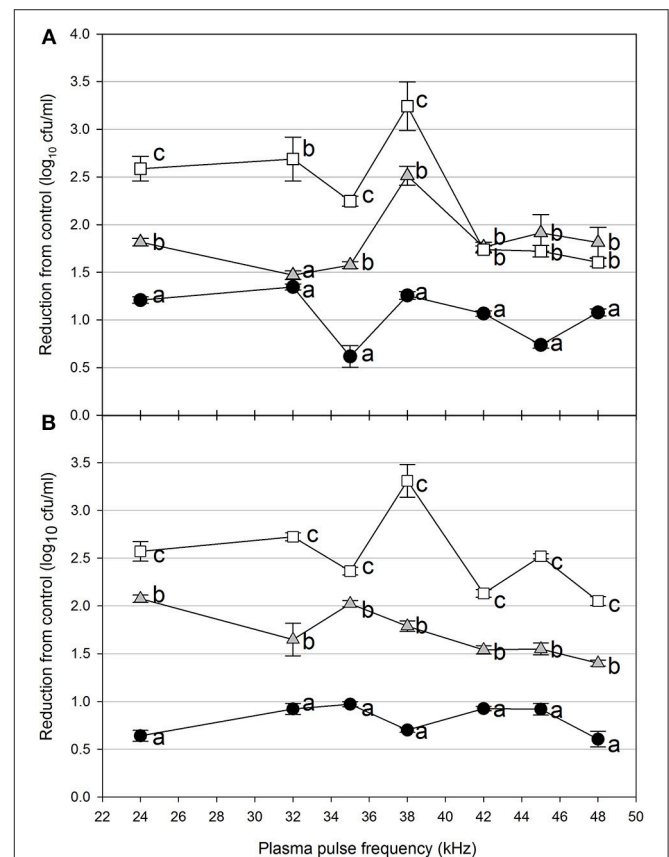 A
4.0
3.5
3.0
2.5
2.0
1.5
1.0
0.5
0.0
Reduction from control (log10 cfu/ml)
c
b
c
c
b
b
b
b
a
b
b
b
b
b
a
a
a
a
a
a
a
B
3.5
3.0
2.5
2.0
1.5
1.0
0.5
0.0
Reduction from control (log10 cfu/ml)
c
c
c
c
c
c
c
b
b
b
b
b
b
b
a
a
a
a
a
a
a
22 24 26 28 30 32 34 36 38 40 42 44 46 48 50
Plasma pulse frequency (kHz)